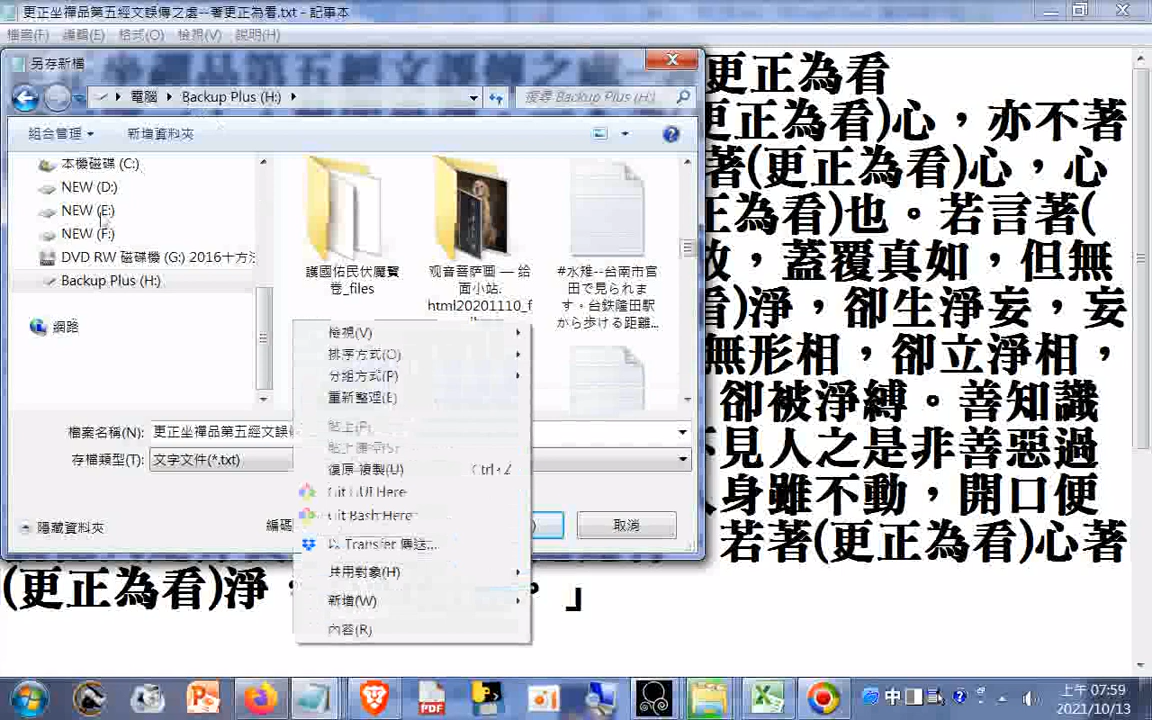 更正坐禪品第五經文誤傳之處--著更正為看.txt - 記事本
檔案(F) 編輯(E) 格式(O) 檢視(V) 說明(H)
另存新檔
電腦 Backup Plus (H:)
搜尋 Backup Plus (H:)
組合管理 新增資料夾
本機磁碟 (C:)
NEW (D:)
NEW (E:)
NEW (F:)
DVD RW 磁碟機 (G:) 2016十方
Backup Plus (H:)
網路
護國佑民伏魔寶
卷_files
观音菩萨画 — 绘
画小站.
html20201110_f
#水雉--台南市官
田で見られま
す。台鉄隆田駅
から歩ける距離...
檔案名稱(N): 更正坐禪品第五經文誤
存檔類型(T): 文字文件(*.txt)
隱藏資料夾
編碼
取消
檢視(V)
排序方式(O)
分組方式(P)
重新整理(E)
貼上(P)
貼上捷徑(S)
復原 複製(U) Ctrl+Z
Git GUI Here
Git Bash Here
以 Transfer 傳送...
共用對象(H)
新增(W)
內容(R)
更正為看
更正為看)心，亦不著
著(更正為看)心，心
正為看)也。若言著(
故，蓋覆真如，但無
看)淨，卻生淨妄，妄
無形相，卻立淨相，
卻被淨縛。善知識
不見人之是非善惡過
人身雖不動，開口便
若著(更正為看)心著
(更正為看)淨，
。」
中
上午 07:59
2021/10/13